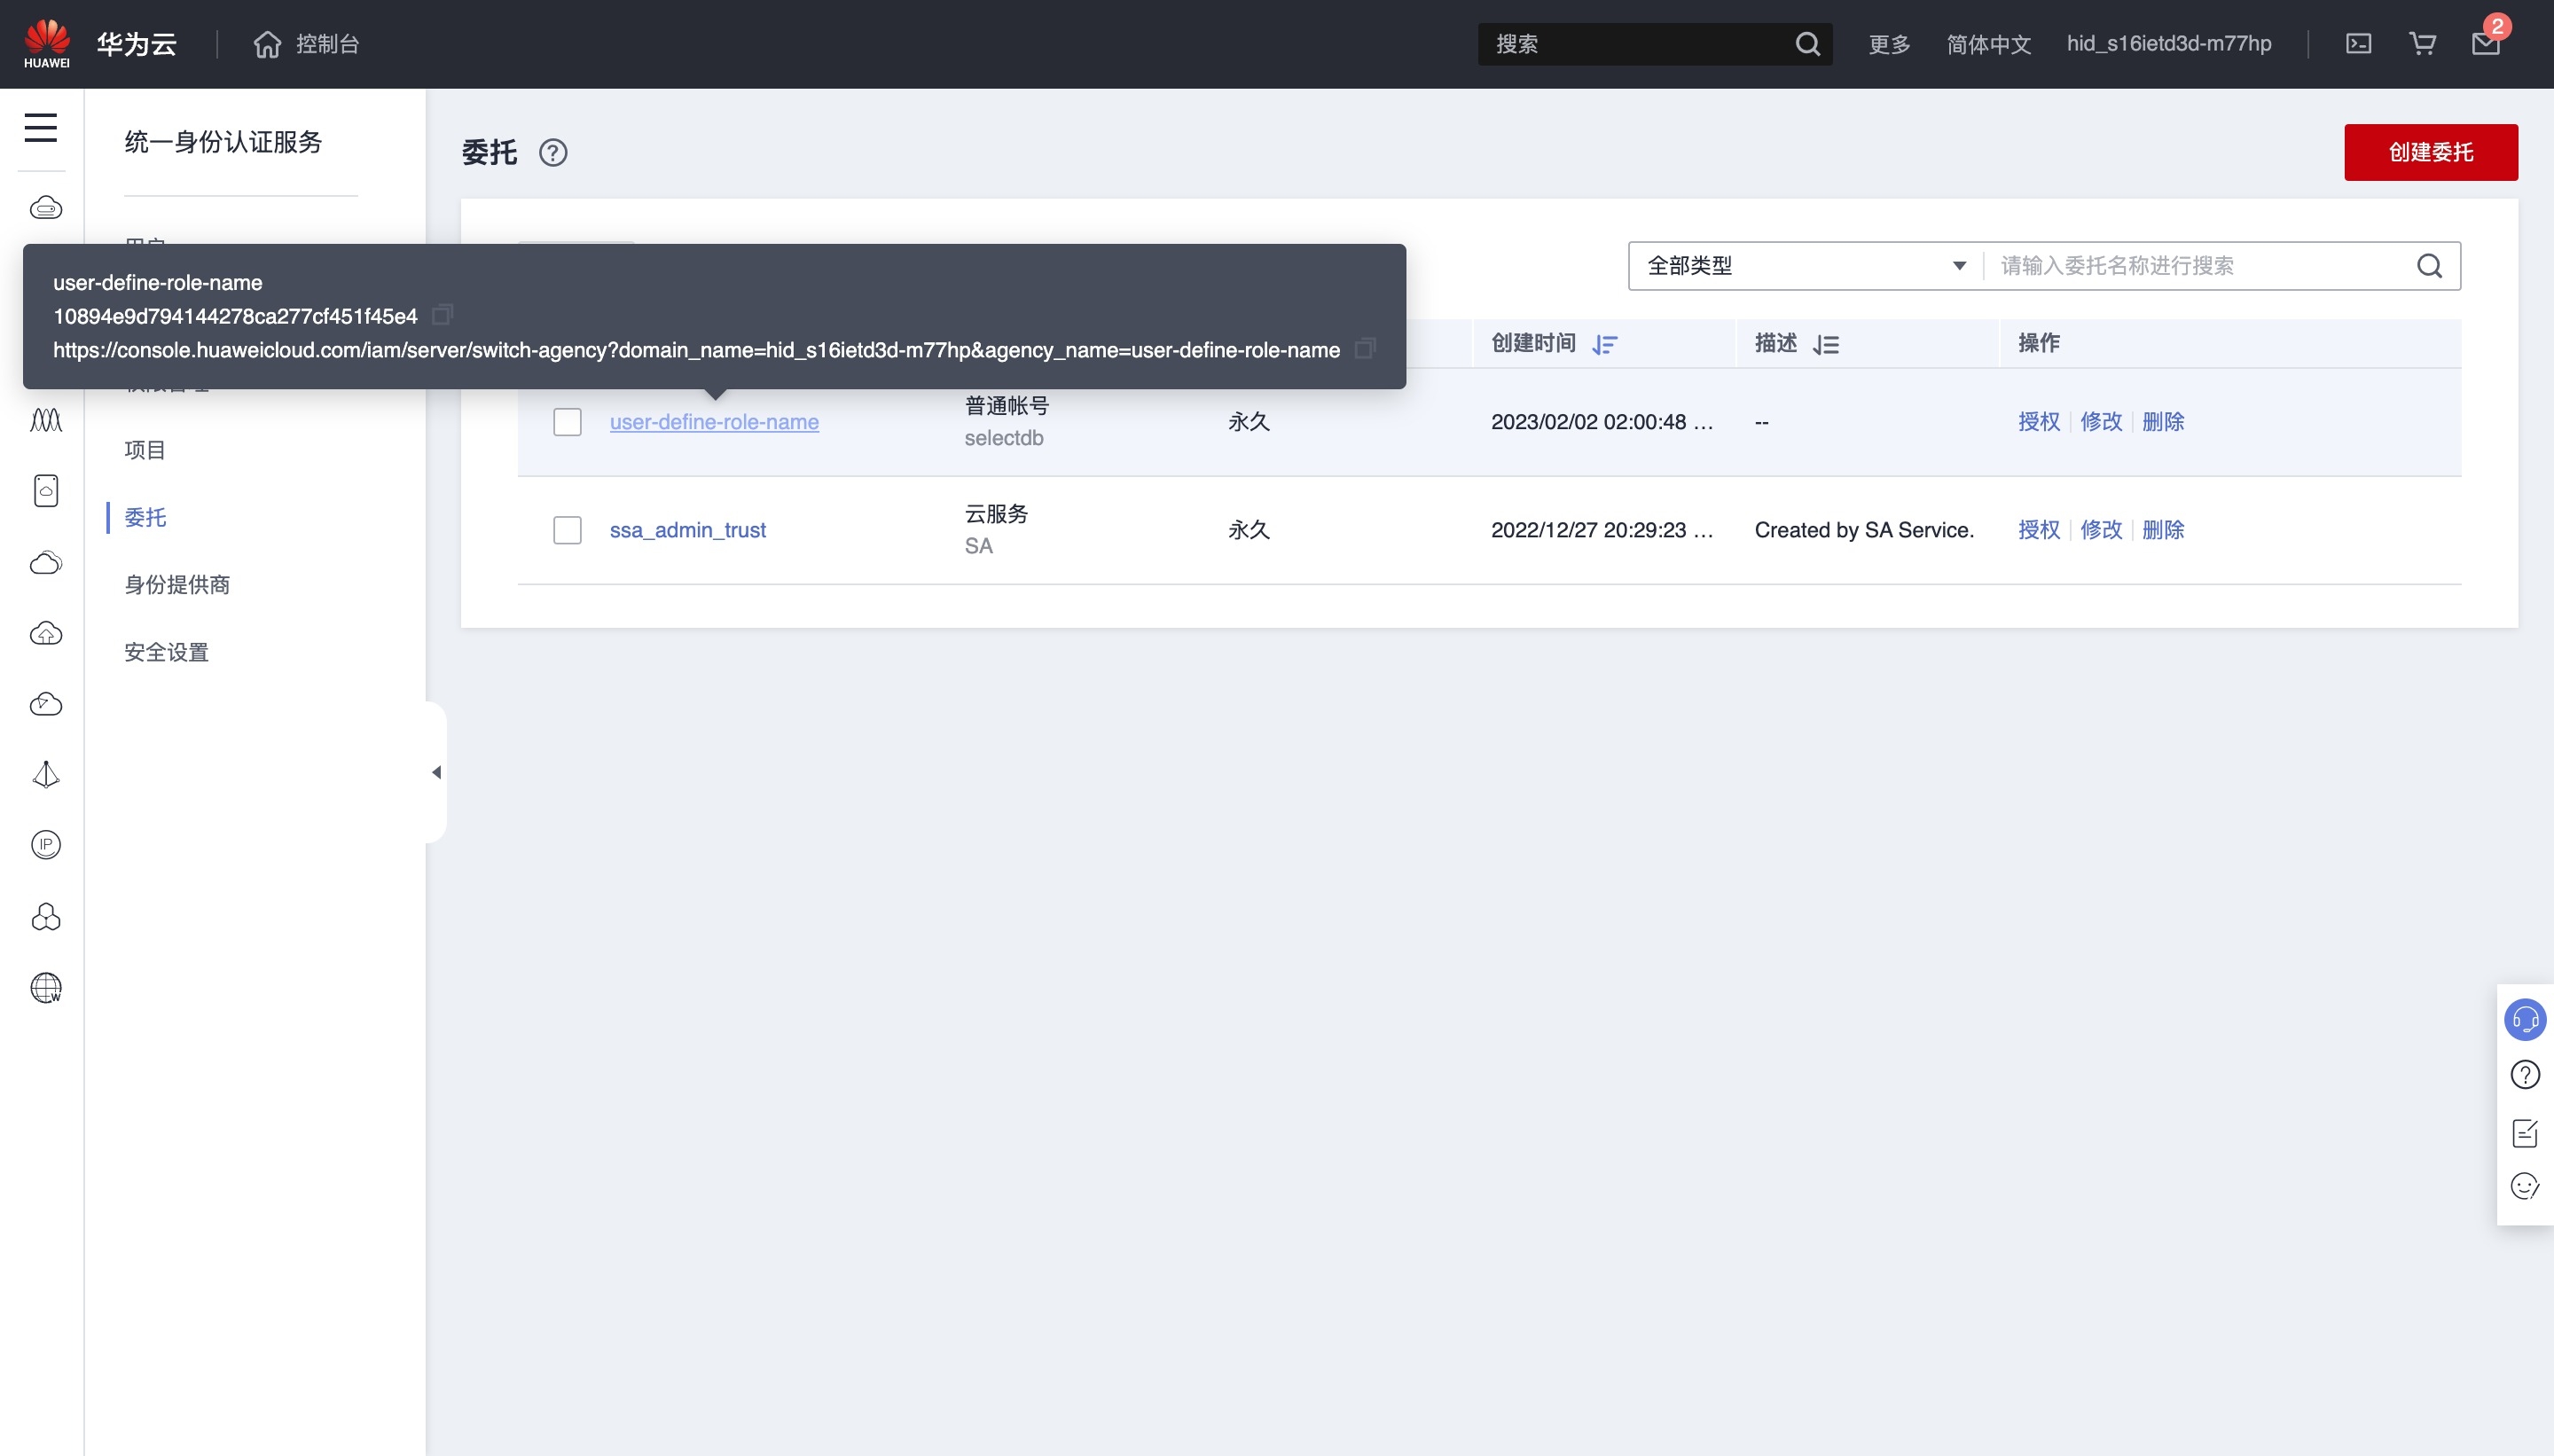 HUAWEI
华为云
控制台
搜索
更多
简体中文
hid_s16ietd3d-m77hp
2
统一身份认证服务
项目
委托
身份提供商
安全设置
委托
创建委托
user-define-role-name
10894e9d794144278ca277cf451f45e4
https://console.huaweicloud.com/iam/server/switch-agency?domain_name=hid_s16ietd3d-m77hp&agency_name=user-define-role-name
全部类型
请输入委托名称进行搜索
创建时间 描述 操作
user-define-role-name 普通帐号 永久 2023/02/02 02:00:48 … -- 授权 修改 删除
selectdb
ssa_admin_trust 云服务 永久 2022/12/27 20:29:23 … Created by SA Service. 授权 修改 删除
SA
IP
W